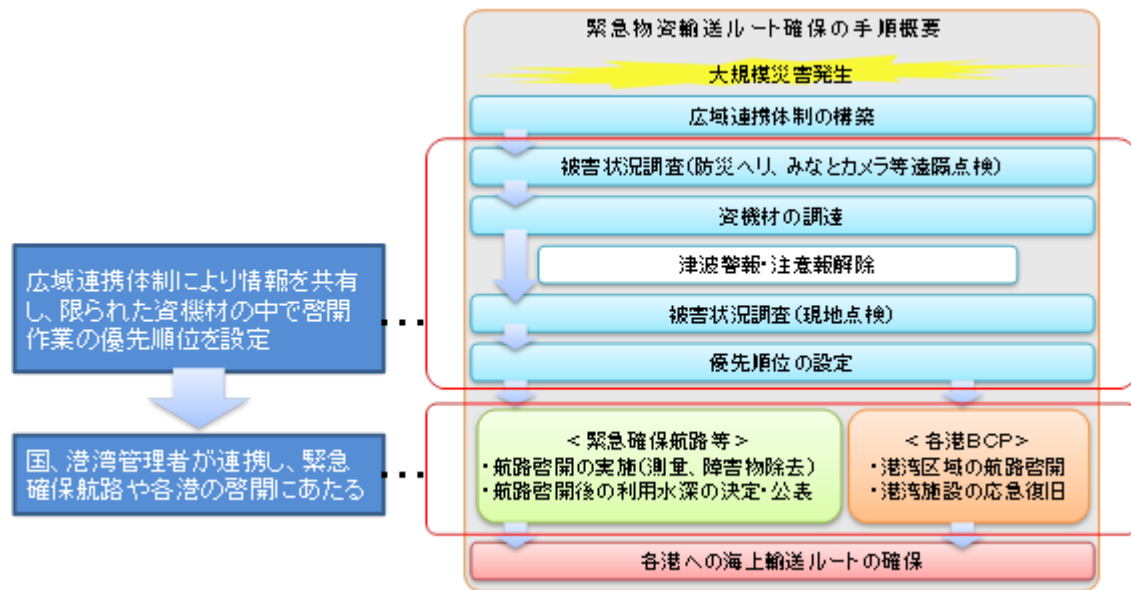 緊急物資輸送ルート確保の手順概要
大規模災害発生
広域連携体制の構築
被害状況調査(防災ヘリ、みなとカメラ等遠隔点検)
資機材の調達
津波警報・注意報解除
被害状況調査(現地点検)
優先順位の設定
広域連携体制により情報を共有
し、限られた資機材の中で啓開
作業の優先順位を設定
国、港湾管理者が連携し、緊急
確保航路や各港の啓開にあたる
＜緊急確保航路等＞
・航路啓開の実施(測量、障害物除去)
・航路啓開後の利用水深の決定・公表
＜各港BCP＞
・港湾区域の航路啓開
・港湾施設の応急復旧
各港への海上輸送ルートの確保